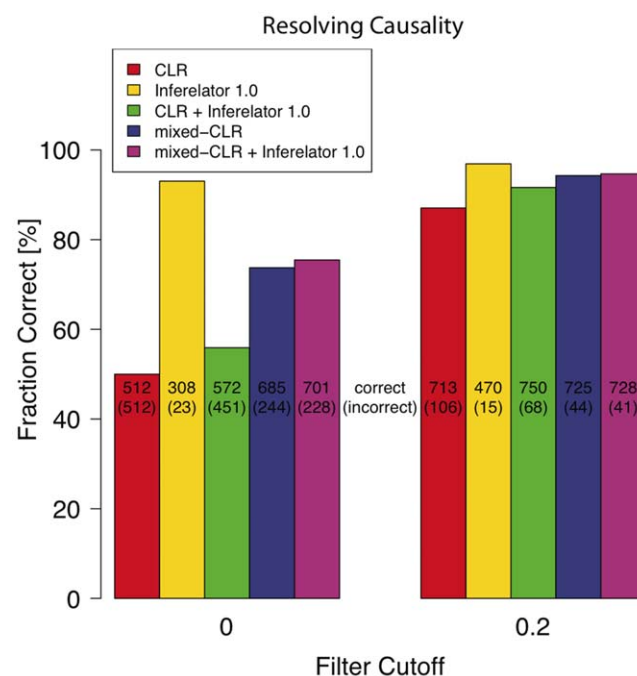 Resolving Causality
CLR
Inferelator 1.0
CLR + Inferelator 1.0
mixed-CLR
mixed-CLR + Inferelator 1.0
Fraction Correct [%]
100
80
60
40
20
0
512 308 572 685 701 correct 713 470 750 725 728
(512) (23) (451) (244) (228) (incorrect) (106) (15) (68) (44) (41)
0 0.2
Filter Cutoff